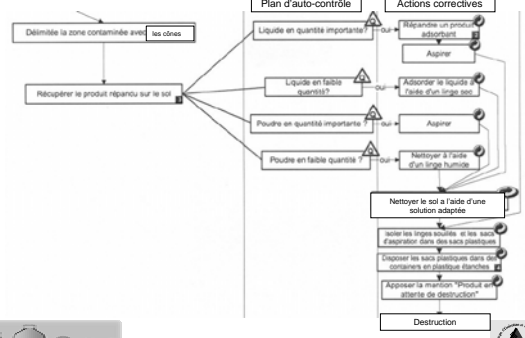 Plan d'auto-contrôle
Actions correctives
Délimitée la zone contaminée avec les cônes
Liquide en quantité importante?
oui
Répandre un produit
adsorbant
Aspirer
Récupérer le produit répandu sur le sol
Liquide en faible
quantité?
oui
Adsorder le liquide à
l'aide d'un linge sec
Poudre en quantité importante ?
oui
Aspirer
Poudre en faible quantité ?
oui
Nettoyer à l'aide
d'un linge humide
Nettoyer le sol a l'aide d'une
solution adaptée
Isoler les linges souillés et les sacs
d'aspiration dans des sacs plastiques
Disposer les sacs plastiques dans des
containers en plastique étanches
Apposer la mention "Produit en
attente de destruction"
Destruction